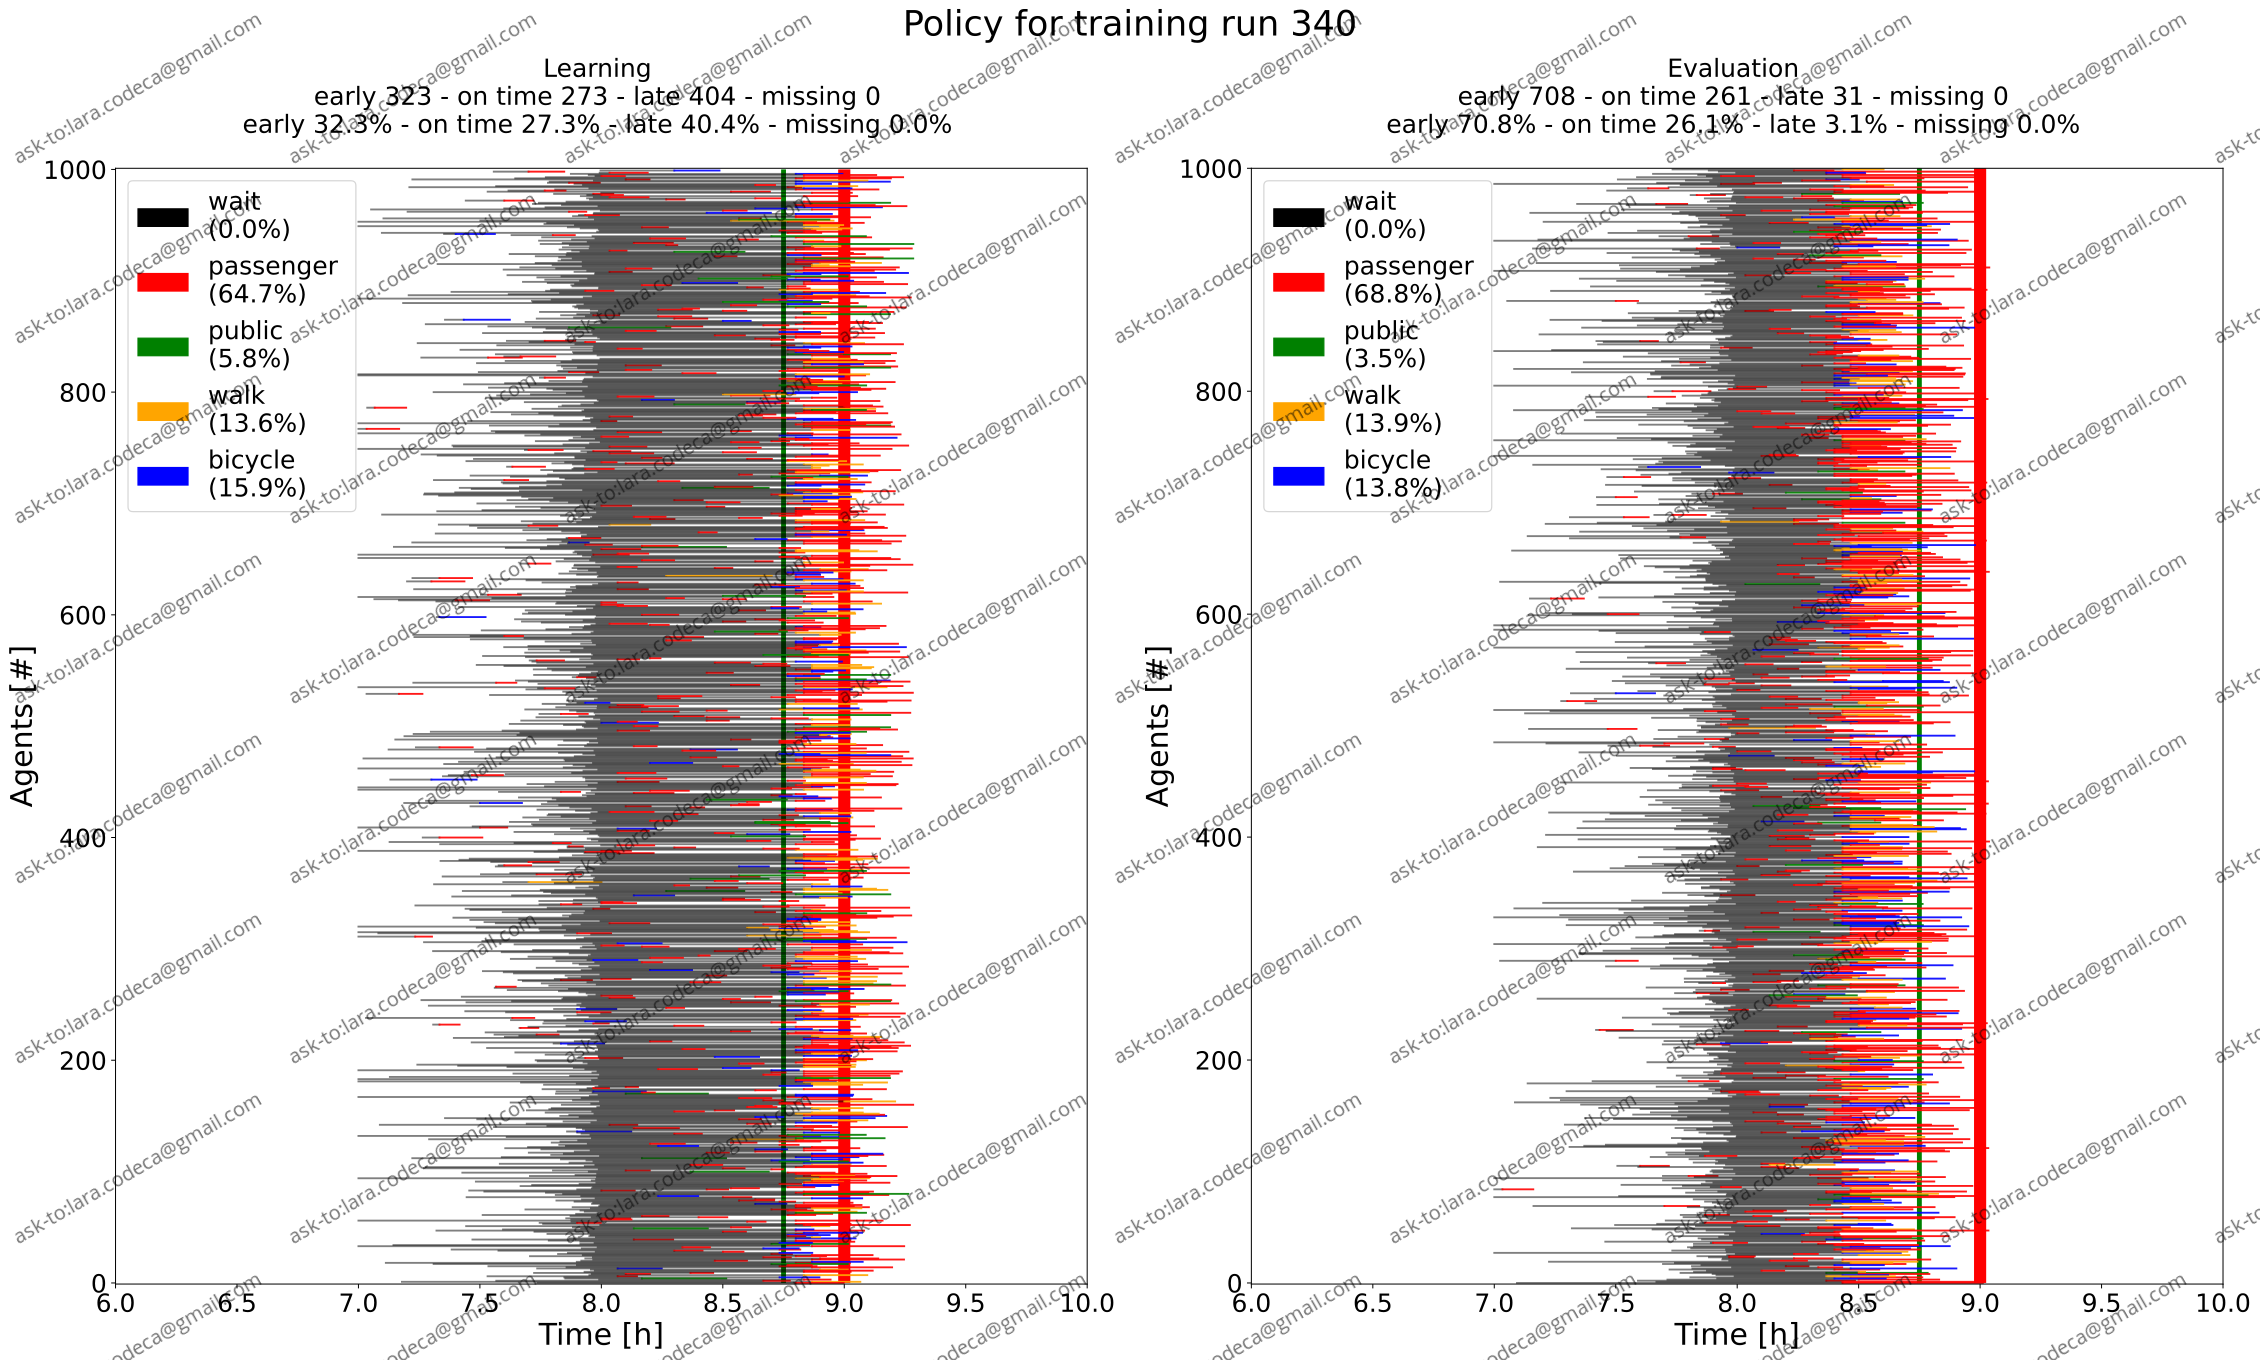 Policy for training run 340
Learning
early 323 - on time 273 - late 404 - missing 0
early 32.3% - on time 27.3% - late 40.4% - missing 0.0%
Evaluation
early 708 - on time 261 - late 31 - missing 0
early 70.8% - on time 26.1% - late 3.1% - missing 0.0%
wait
(0.0%)
passenger
(64.7%)
public
(5.8%)
walk
(13.6%)
bicycle
(15.9%)
1000
800
600
400
200
0
Agents [#]
6.0 6.5 7.0 7.5 8.0 8.5 9.0 9.5 10.0
Time [h]
wait
(0.0%)
passenger
(68.8%)
public
(3.5%)
walk
(13.9%)
bicycle
(13.8%)
1000
800
600
400
200
0
Agents [#]
6.0 6.5 7.0 7.5 8.0 8.5 9.0 9.5 10.0
Time [h]
ask-to:lara.codeca@gmail.com